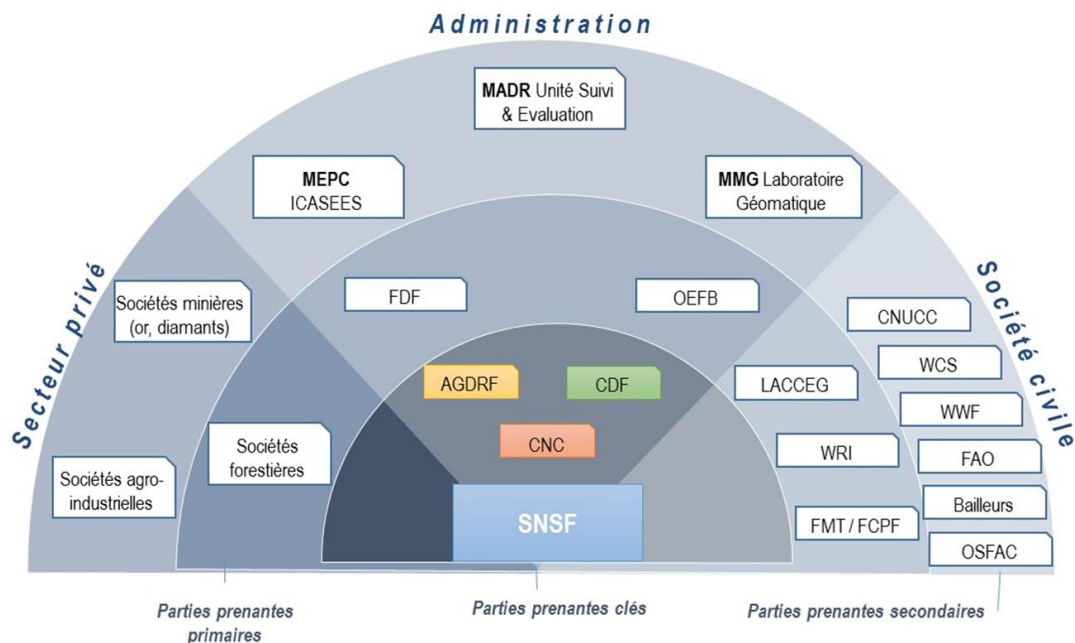 Administration
MADR Unité Suivi
& Evaluation
MEPC
ICASEES
MMG Laboratoire
Géomatique
Secteur privé
Société civile
Sociétés minières
(or, diamants)
FDF
OEFB
CNUCC
WCS
AGDRF
CDF
LACCEG
WWF
CNC
Sociétés
forestières
WRI
FAO
Sociétés agro-
industrielles
Bailleurs
SNSF
FMT / FCPF
OSFAC
Parties prenantes
primaires
Parties prenantes clés
Parties prenantes secondaires